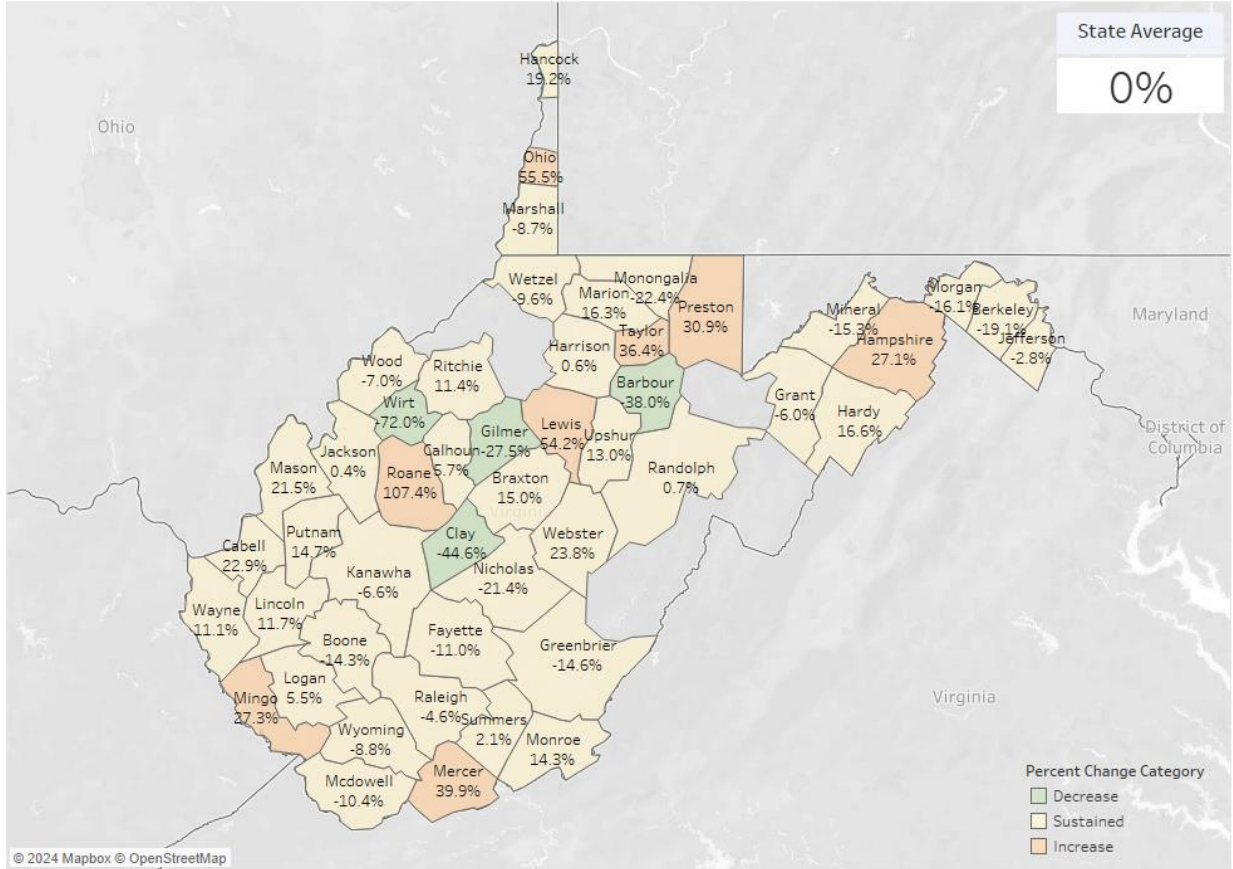 State Average
0%
Hancock
19.2%
Ohio
Ohio
55.5%
Marshall
-8.7%
Wetzel
-9.6%
Monongalia
-22.4%
Marion
16.3%
Preston
30.9%
Taylor
36.4%
Harrison
0.6%
Barbour
-38.0%
Mineral
-15.3%
Hampshire
27.1%
Morgan
-16.1%
Berkeley
-19.1%
Jefferson
-2.8%
Maryland
Grant
-6.0%
Hardy
16.6%
District of
Columbia
Wood
-7.0%
Ritchie
11.4%
Wirt
-72.0%
Gilmer
-27.5%
Lewis
54.2%
Upshur
13.0%
Randolph
0.7%
Jackson
0.4%
Calhoun
5.7%
Roane
107.4%
Braxton
15.0%
Virginia
Mason
21.5%
Putnam
14.7%
Clay
-44.6%
Webster
23.8%
Cabell
22.9%
Kanawha
-6.6%
Nicholas
-21.4%
Wayne
11.1%
Lincoln
11.7%
Boone
-14.3%
Fayette
-11.0%
Greenbrier
-14.6%
Logan
5.5%
Mingo
27.3%
Raleigh
-4.6%
Summers
2.1%
Wyoming
-8.8%
Monroe
14.3%
Mcdowell
-10.4%
Mercer
39.9%
Virginia
Percent Change Category
Decrease
Sustained
Increase
© 2024 Mapbox © OpenStreetMap